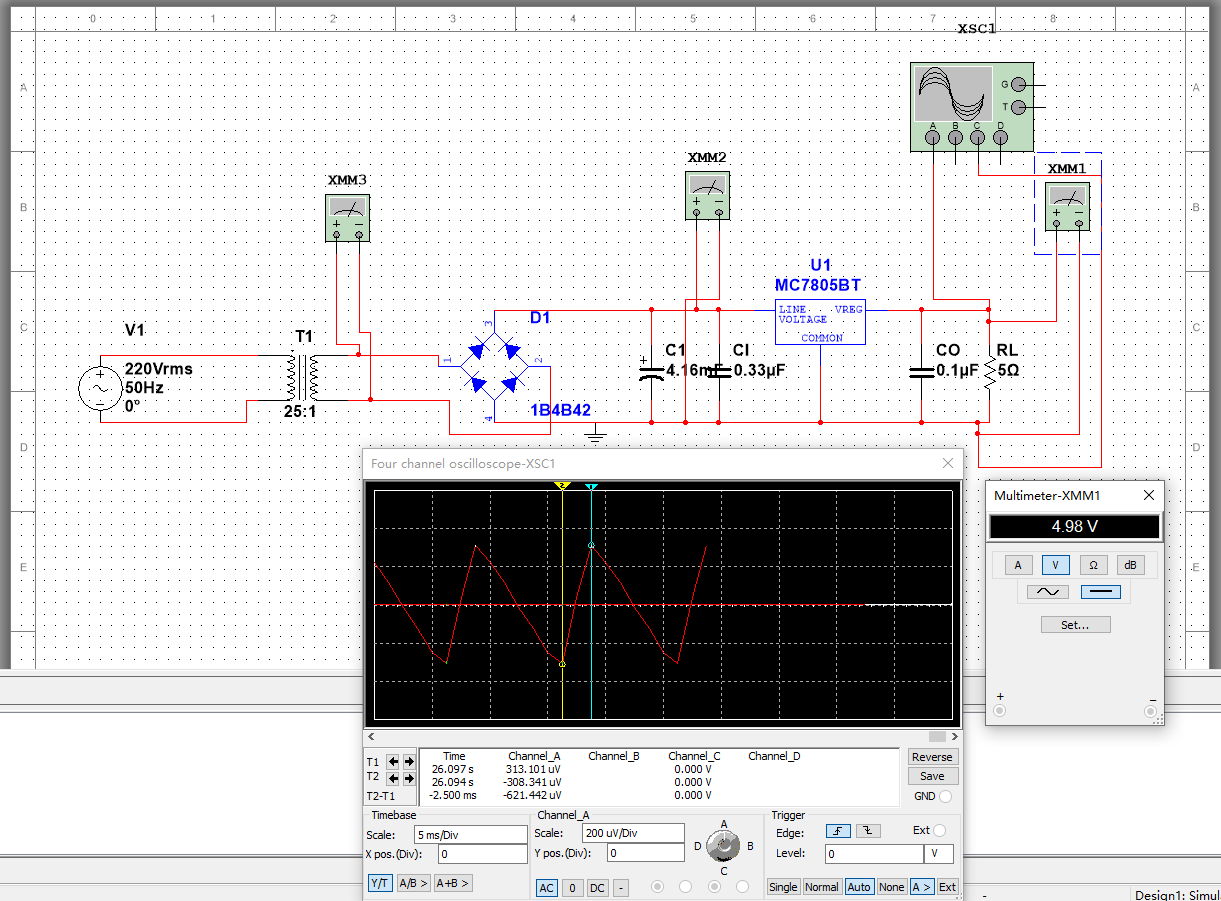 0 1 2 3 4 5 6 7 8
XSC1
G
T
A B C D
A A
XMM2
XMM1
XMM3
+ −
+ −
+ −
B B
U1
MC7805BT
LINE VREG
VOLTAGE
COMMON
C C
V1
220Vrms
50Hz
0°
T1
25:1
D1
3
1 2
4
1B4B42
C1
4.16mF
CI
0.33µF
CO
0.1µF
RL
5Ω
D D
E E
Four channel oscilloscope-XSC1
2 1
Time Channel_A Channel_B Channel_C Channel_D
T1 26.097 s 313.101 uV 0.000 V
T2 26.094 s -308.341 uV 0.000 V
T2-T1 -2.500 ms -621.442 uV 0.000 V
Reverse
Save
GND
Timebase
Scale: 5 ms/Div
X pos.(Div): 0
Y/T A/B > A+B >
Channel_A
Scale: 200 uV/Div
Y pos.(Div): 0
AC 0 DC -
A
D B
C
Trigger
Edge: Ext
Level: 0 V
Single Normal Auto None A > Ext
Multimeter-XMM1
4.98 V
A V Ω dB
Set...
+ −
-
Design1: Simul